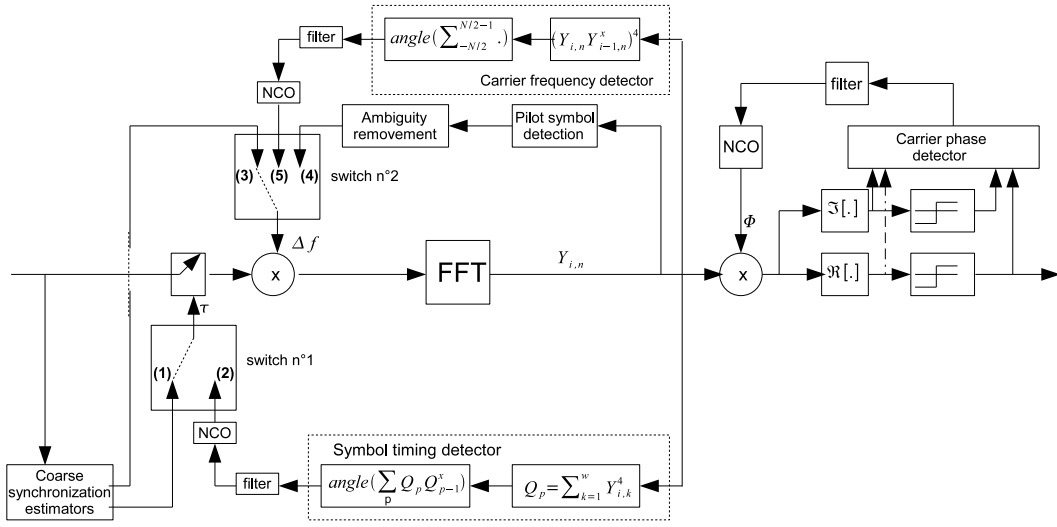 filter
angle(∑_{-N/2}^{N/2-1} .)
(Y_{i,n} Y^x_{i-1,n})^4
Carrier frequency detector
NCO
Ambiguity
removement
Pilot symbol
detection
(3)
(5)
(4)
switch n°2
Δ f
x
FFT
Y_{i,n}
filter
NCO
Carrier phase
detector
Φ
x
ℑ[.]
ℜ[.]
τ
(1)
(2)
switch n°1
NCO
filter
Symbol timing detector
angle(∑_p Q_p Q^x_{p-1})
Q_p = ∑_{k=1}^{w} Y^4_{i,k}
Coarse
synchronization
estimators